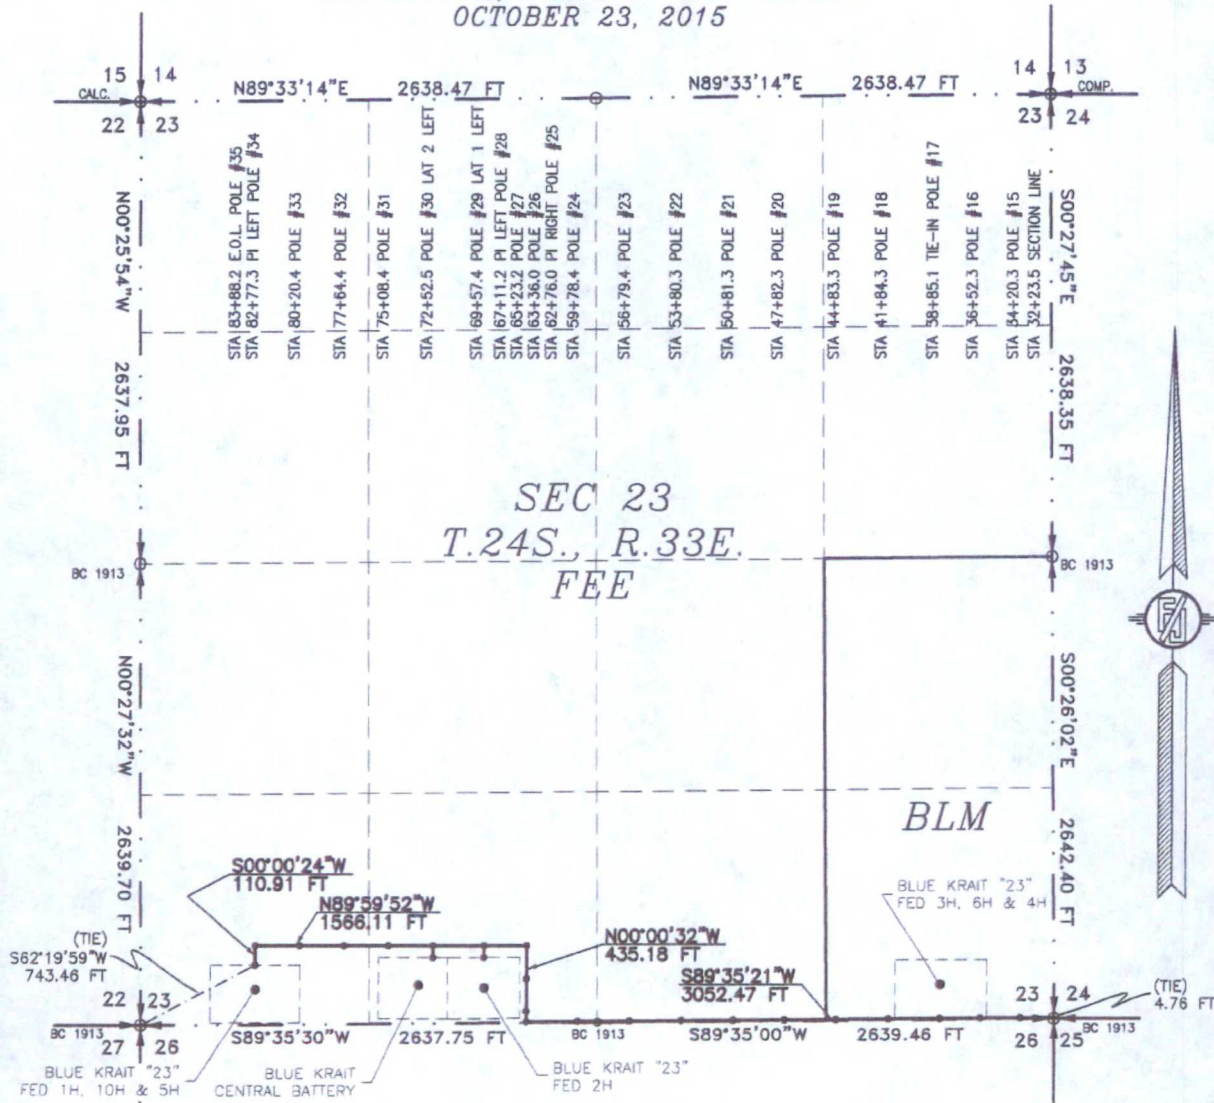 OCTOBER 23, 2015
15 14
CALC.
22 23
N89°33'14"E 2638.47 FT
N89°33'14"E 2638.47 FT
14 13
COMP.
23 24
STA 83+88.2 E.O.L POLE #35
STA 82+77.3 PI LEFT POLE #34
STA 80+20.4 POLE #33
STA 77+64.4 POLE #32
STA 75+08.4 POLE #31
STA 72+52.5 POLE #30 LAT 2 LEFT
STA 69+57.4 POLE #29 LAT 1 LEFT
STA 67+11.2 PI LEFT POLE #28
STA 65+23.2 POLE #27
STA 63+36.0 POLE #26
STA 62+76.0 PI RIGHT POLE #25
STA 59+78.4 POLE #24
STA 56+79.4 POLE #23
STA 53+80.3 POLE #22
STA 50+81.3 POLE #21
STA 47+82.3 POLE #20
STA 44+83.3 POLE #19
STA 41+84.3 POLE #18
STA 38+85.1 TIE-IN POLE #17
STA 36+52.3 POLE #16
STA 34+20.3 POLE #15
STA 32+23.5 SECTION LINE
N00°25'54"W 2637.95 FT
S00°27'45"E 2638.35 FT
SEC 23
T.24S., R.33E.
FEE
BC 1913
BC 1913
N00°27'32"W 2639.70 FT
S00°26'02"E 2642.40 FT
BLM
S00°00'24"W
110.91 FT
N89°59'52"W
1566.11 FT
BLUE KRAIT "23"
FED 3H, 6H & 4H
(TIE)
S62°19'59"W
743.46 FT
N00°00'32"W
435.18 FT
S89°35'21"W
3052.47 FT
(TIE)
4.76 FT
22 23
BC 1913
27 26
S89°35'30"W 2637.75 FT
BC 1913
S89°35'00"W 2639.46 FT
23 24
BC 1913
26 25
BLUE KRAIT "23"
FED 1H, 10H & 5H
BLUE KRAIT
CENTRAL BATTERY
BLUE KRAIT "23"
FED 2H